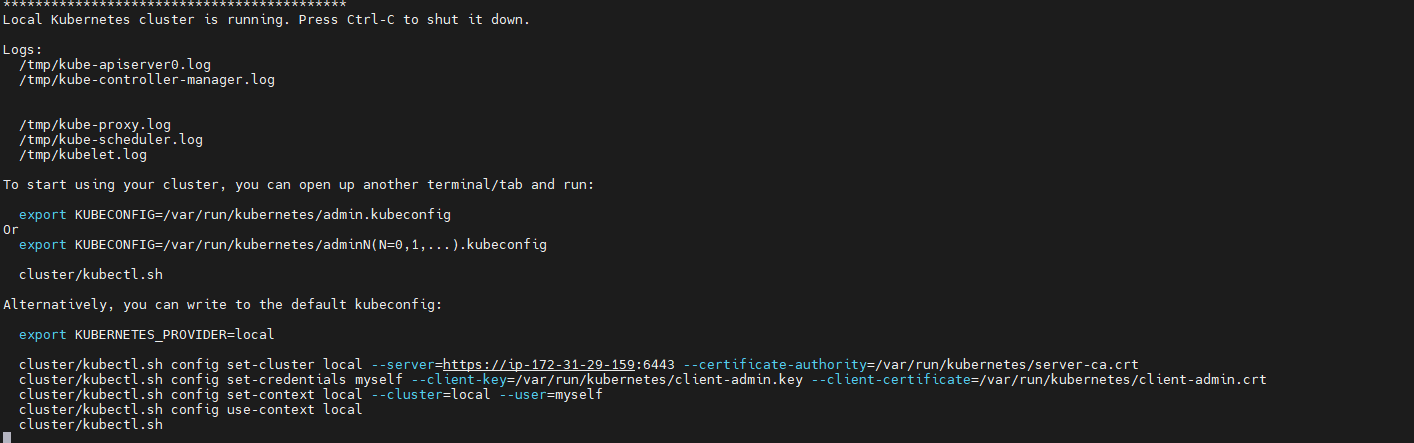 *******************************************
Local Kubernetes cluster is running. Press Ctrl-C to shut it down.
Logs:
/tmp/kube-apiserver0.log
/tmp/kube-controller-manager.log
/tmp/kube-proxy.log
/tmp/kube-scheduler.log
/tmp/kubelet.log
To start using your cluster, you can open up another terminal/tab and run:
export KUBECONFIG=/var/run/kubernetes/admin.kubeconfig
Or
export KUBECONFIG=/var/run/kubernetes/adminN(N=0,1,...).kubeconfig
cluster/kubectl.sh
Alternatively, you can write to the default kubeconfig:
export KUBERNETES_PROVIDER=local
cluster/kubectl.sh config set-cluster local --server=https://ip-172-31-29-159:6443 --certificate-authority=/var/run/kubernetes/server-ca.crt
cluster/kubectl.sh config set-credentials myself --client-key=/var/run/kubernetes/client-admin.key --client-certificate=/var/run/kubernetes/client-admin.crt
cluster/kubectl.sh config set-context local --cluster=local --user=myself
cluster/kubectl.sh config use-context local
cluster/kubectl.sh